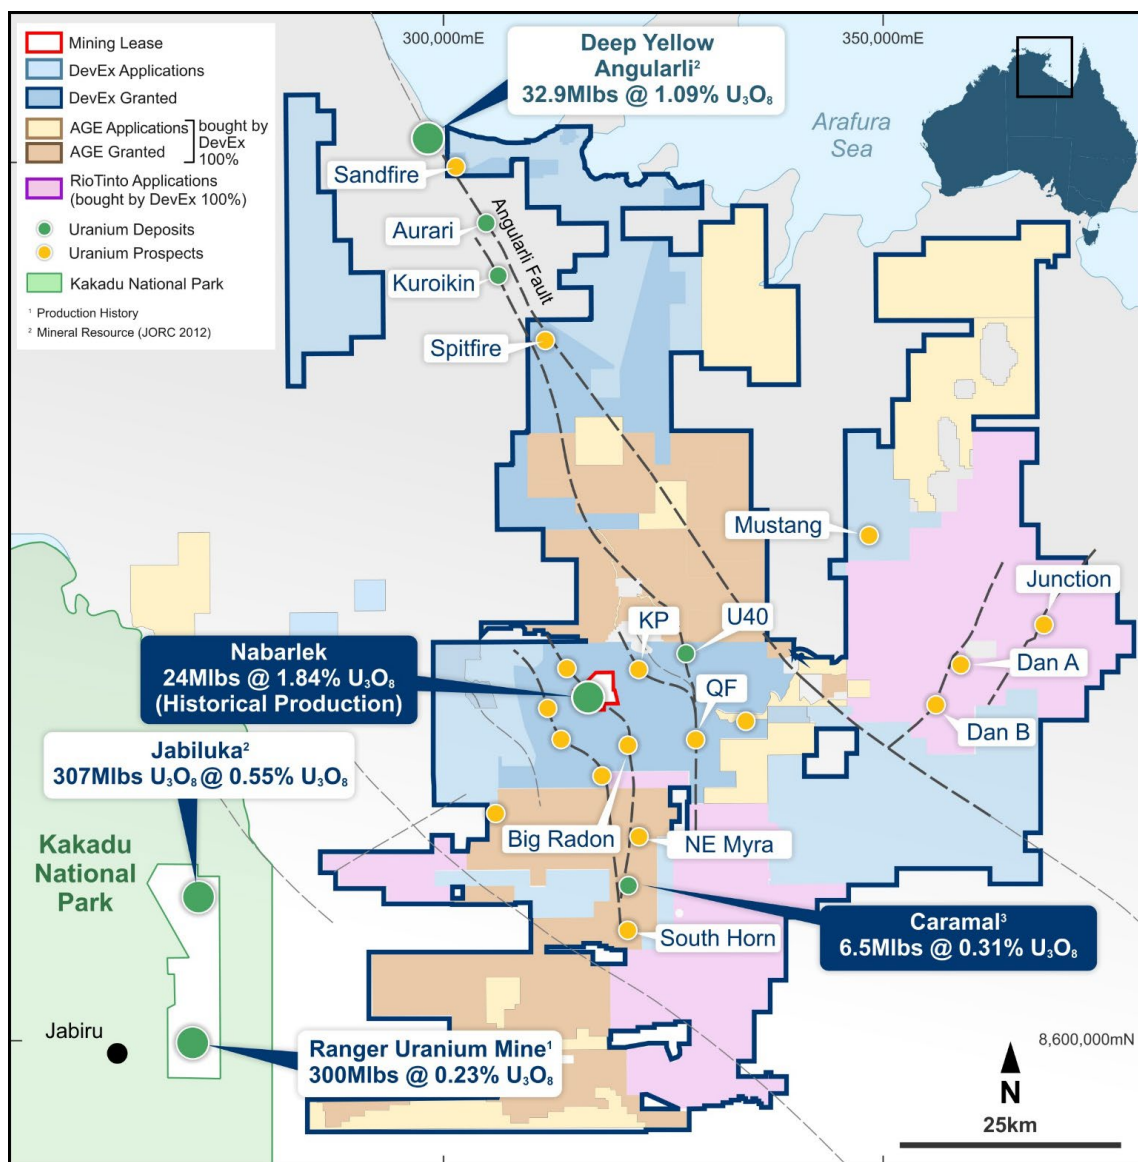 300,000mE
350,000mE
Mining Lease
DevEx Applications
DevEx Granted
AGE Applications
AGE Granted
bought by
DevEx
100%
RioTinto Applications
(bought by DevEx 100%)
Uranium Deposits
Uranium Prospects
Kakadu National Park
¹ Production History
² Mineral Resource (JORC 2012)
Deep Yellow
Angularli²
32.9Mlbs @ 1.09% U₃O₈
Arafura
Sea
Sandfire
Aurari
Angularli Fault
Kuroikin
Spitfire
Mustang
Junction
KP
U40
Nabarlek
24Mlbs @ 1.84% U₃O₈
(Historical Production)
Dan A
QF
Dan B
Jabiluka²
307Mlbs U₃O₈ @ 0.55% U₃O₈
Big Radon
NE Myra
Kakadu
National
Park
Caramal³
6.5Mlbs @ 0.31% U₃O₈
South Horn
Jabiru
Ranger Uranium Mine¹
300Mlbs @ 0.23% U₃O₈
8,600,000mN
N
25km